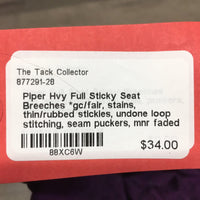 The Tack Collector
877291-28
Piper Hvy Full Sticky Seat
Breeches *gc/fair, stains,
thin/rubbed stickies, undone loop
stitching, seam puckers, mnr faded
$34.00
88XC6W